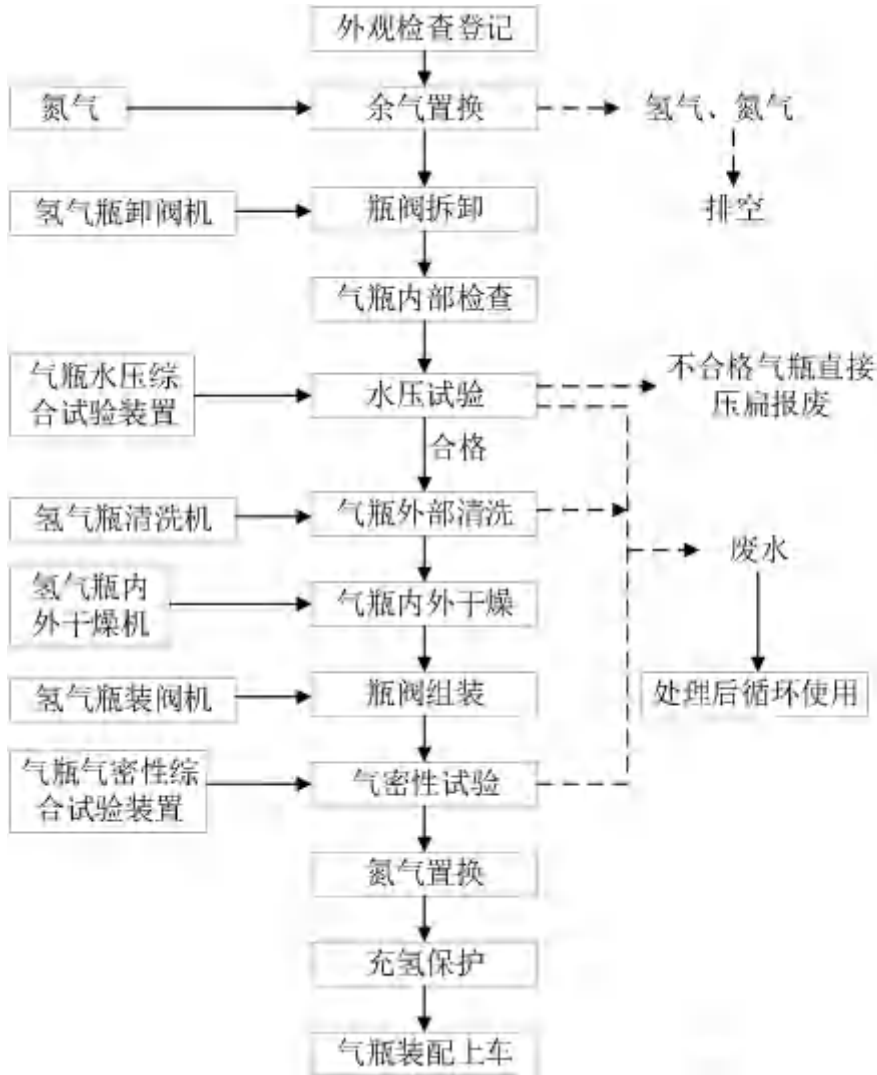 外观检查登记
氮气
余气置换
氢气、氮气
氢气瓶卸阀机
瓶阀拆卸
排空
气瓶内部检查
气瓶水压综
合试验装置
水压试验
不合格气瓶直接
压扁报废
合格
氢气瓶清洗机
气瓶外部清洗
废水
氢气瓶内
外干燥机
气瓶内外干燥
氢气瓶装阀机
瓶阀组装
处理后循环使用
气瓶气密性综
合试验装置
气密性试验
氮气置换
充氢保护
气瓶装配上车